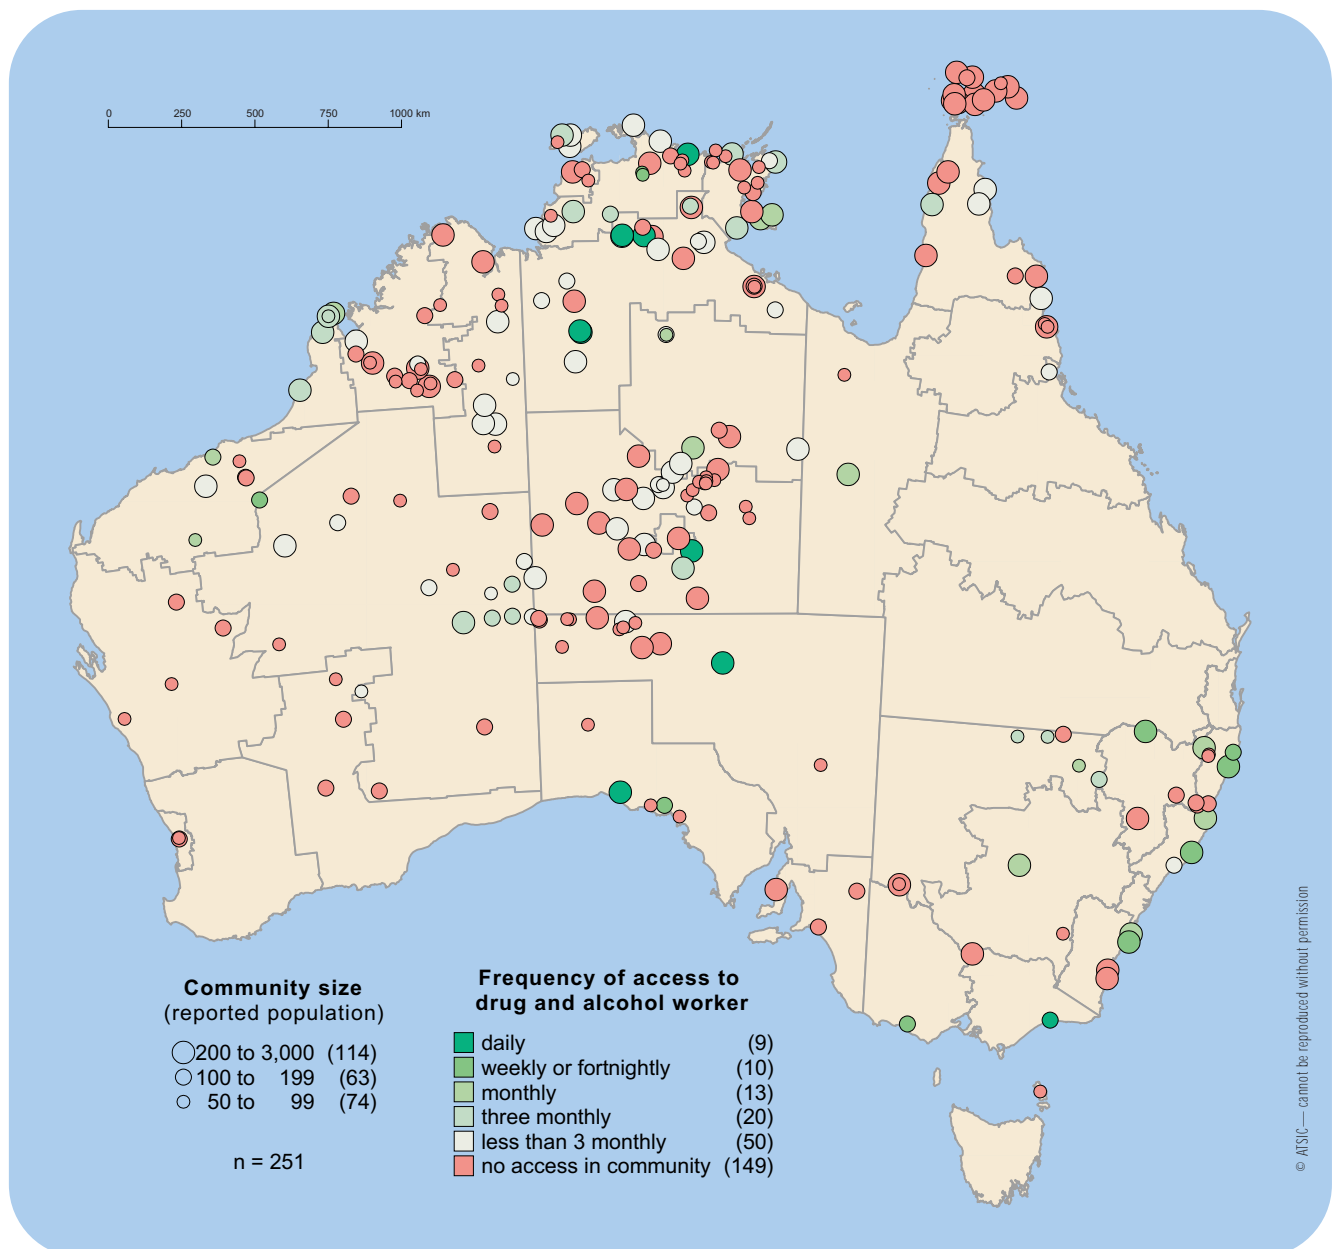 0 250 500 750 1000 km
Community size
(reported population)
200 to 3,000 (114)
100 to 199 (63)
50 to 99 (74)
n = 251
Frequency of access to
drug and alcohol worker
daily (9)
weekly or fortnightly (10)
monthly (13)
three monthly (20)
less than 3 monthly (50)
no access in community (149)
© ATSIC— cannot be reproduced without permission